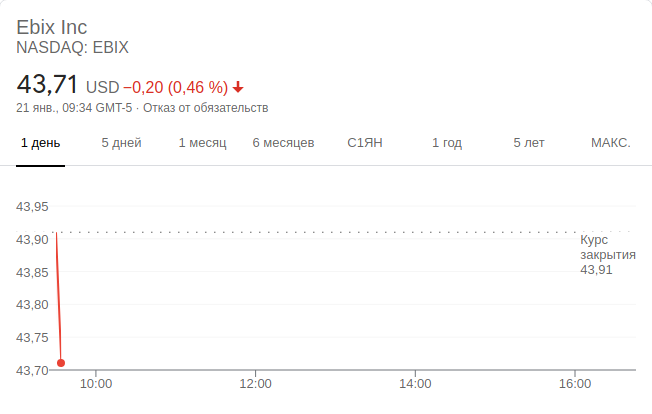 Ebix Inc
NASDAQ: EBIX
43,71 USD −0,20 (0,46 %)
21 янв., 09:34 GMT-5 · Отказ от обязательств
1 день 5 дней 1 месяц 6 месяцев С1ЯН 1 год 5 лет МАКС.
43,95
43,90
Курс
закрытия
43,91
43,85
43,80
43,75
43,70
10:00 12:00 14:00 16:00